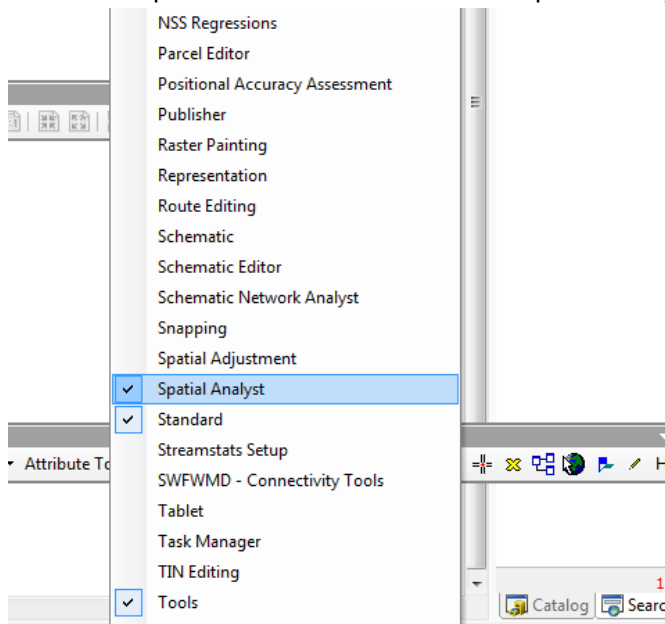 NSS Regressions
Parcel Editor
Positional Accuracy Assessment
Publisher
Raster Painting
Representation
Route Editing
Schematic
Schematic Editor
Schematic Network Analyst
Snapping
Spatial Adjustment
Spatial Analyst
Standard
Attribute To
Streamstats Setup
SWFWMD - Connectivity Tools
Tablet
Task Manager
TIN Editing
1
Tools
Catalog Searc